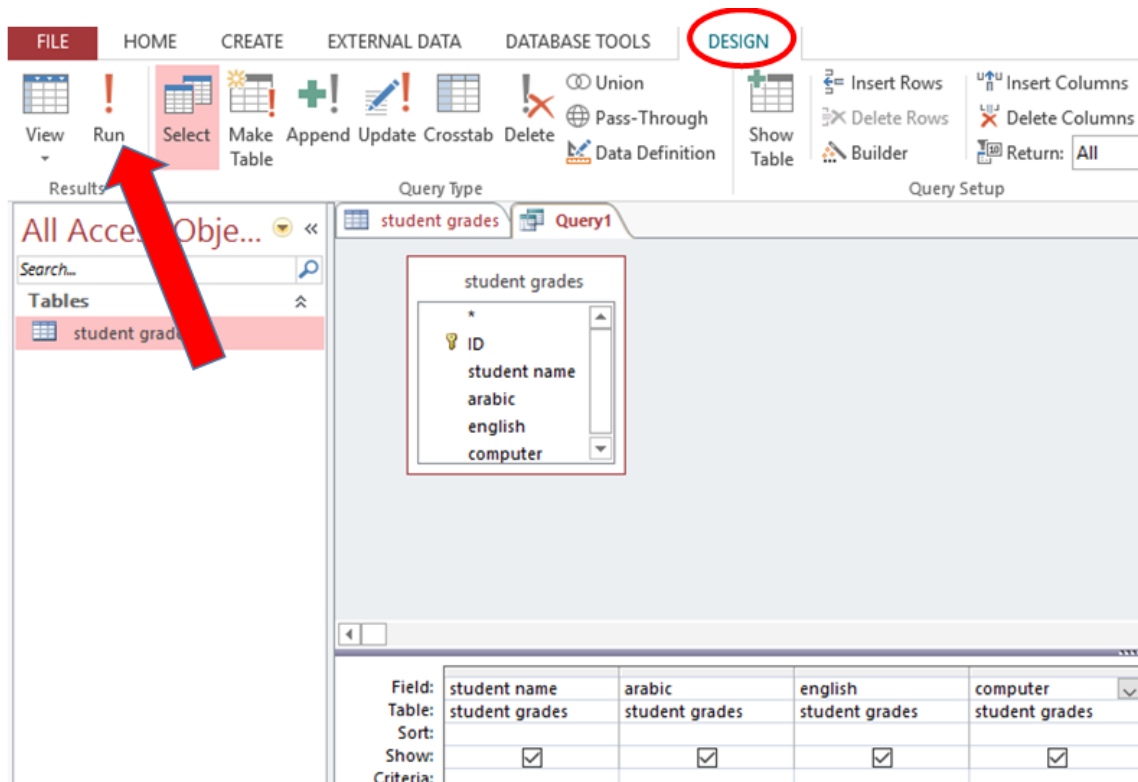 FILE HOME CREATE EXTERNAL DATA DATABASE TOOLS DESIGN
View Run Select Make Table Append Update Crosstab Delete
Union
Pass-Through
Data Definition
Show Table
Insert Rows
Delete Rows
Builder
Insert Columns
Delete Columns
Return: All
Results Query Type Query Setup
All Obje... «
Search...
Tables
student
student grades Query1
student grades
*
ID
student name
arabic
english
computer
Field: student name arabic english computer
Table: student grades student grades student grades student grades
Sort:
Show:
Criteria: